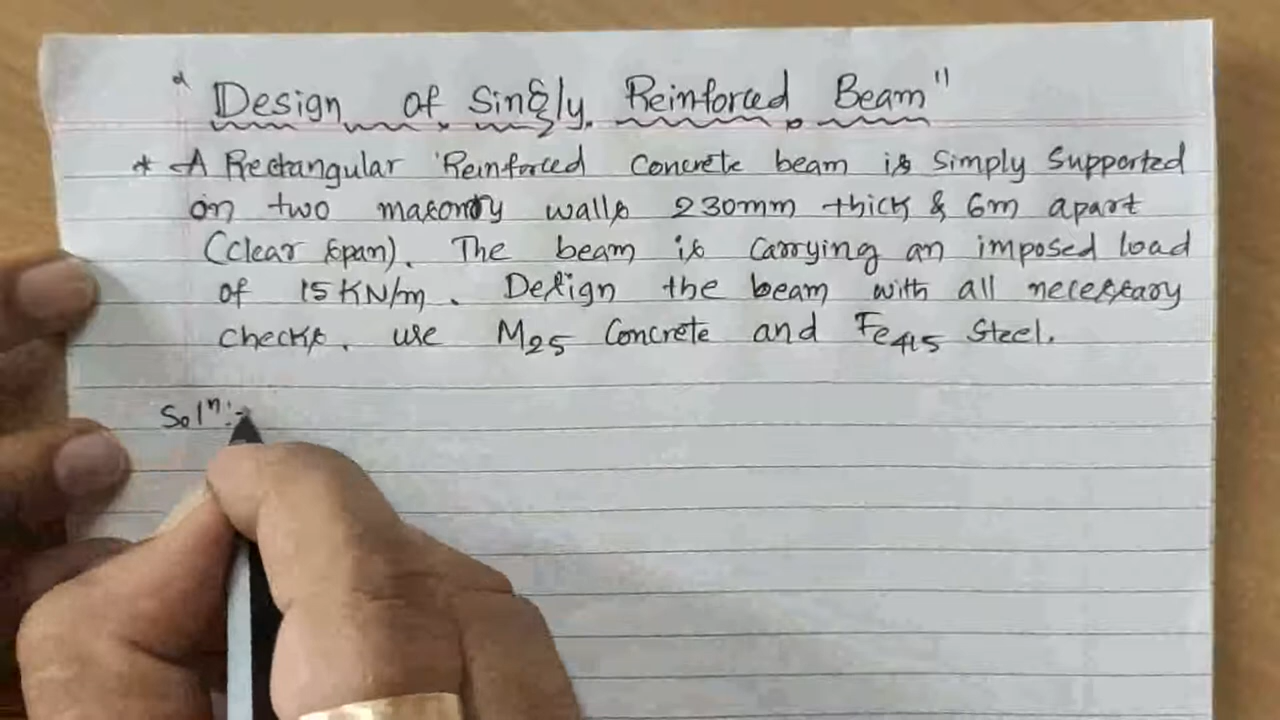 "Design of Singly Reinforced Beam"
* A Rectangular Reinforced Concrete beam is Simply Supported
on two masonry walls 230mm thick & 6m apart
(Clear span). The beam is Carrying an imposed load
of 15 KN/m. Design the beam with all necessary
checks. use M25 Concrete and Fe415 Steel.
Solⁿ:-